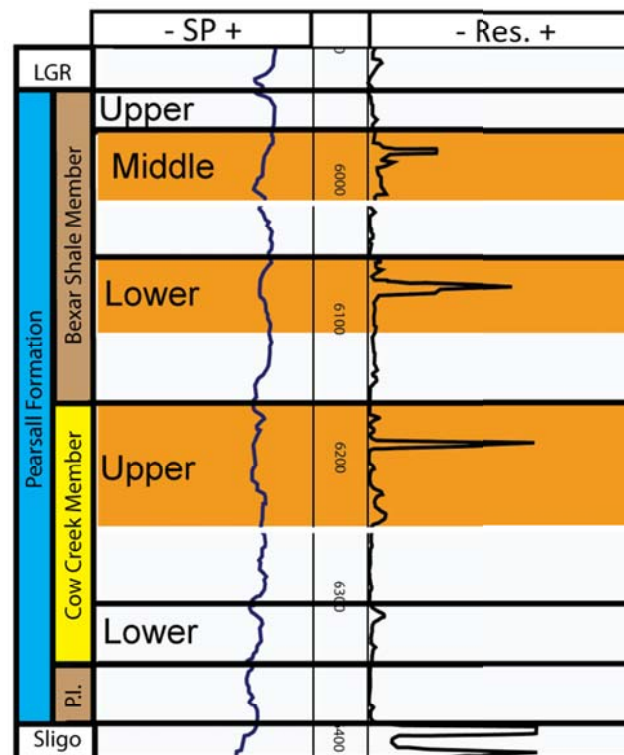 - SP +
- Res. +
LGR
Upper
Middle
6000
Lower
6100
Upper
6200
6300
Lower
Sligo
Pearsall Formation
Bexar Shale Member
Cow Creek Member
P.I.